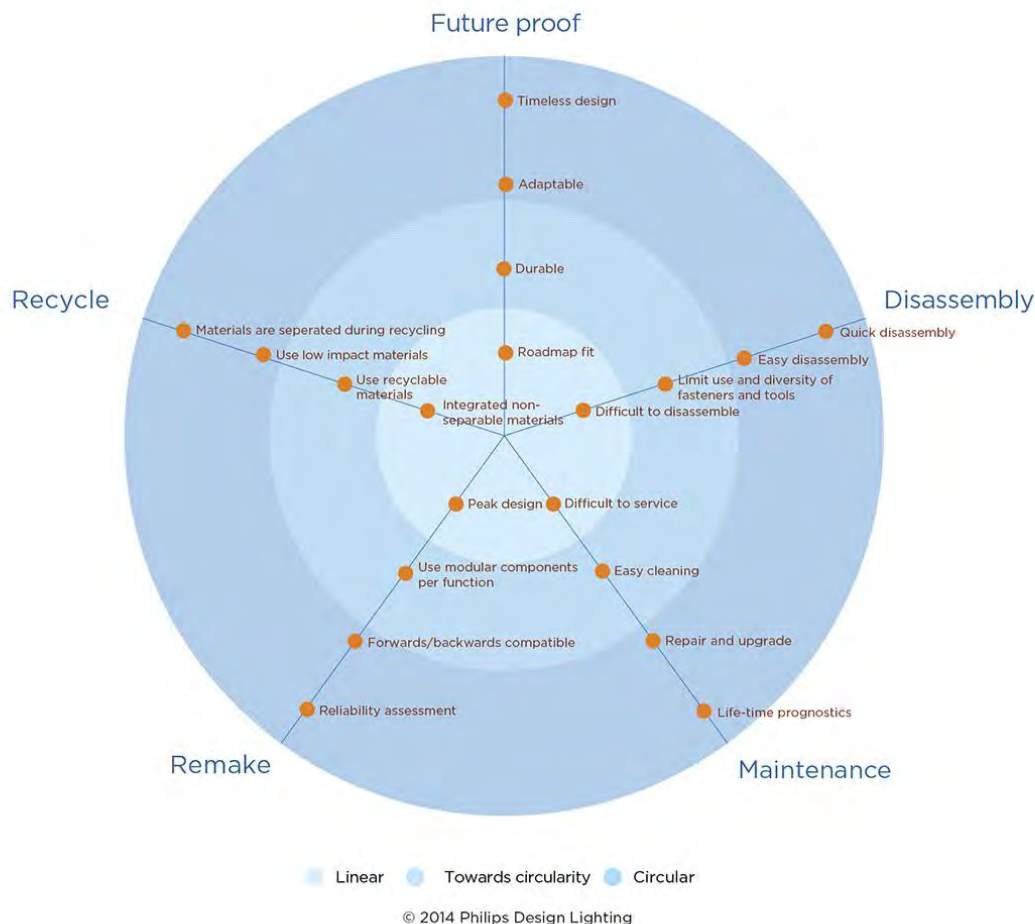 Future proof
Timeless design
Adaptable
Durable
Roadmap fit
Recycle
Materials are seperated during recycling
Use low impact materials
Use recyclable
materials
Integrated non-
separable materials
Disassembly
Quick disassembly
Easy disassembly
Limit use and diversity of
fasteners and tools
Difficult to disassemble
Peak design
Use modular components
per function
Forwards/backwards compatible
Reliability assessment
Remake
Difficult to service
Easy cleaning
Repair and upgrade
Life-time prognostics
Maintenance
Linear
Towards circularity
Circular
© 2014 Philips Design Lighting